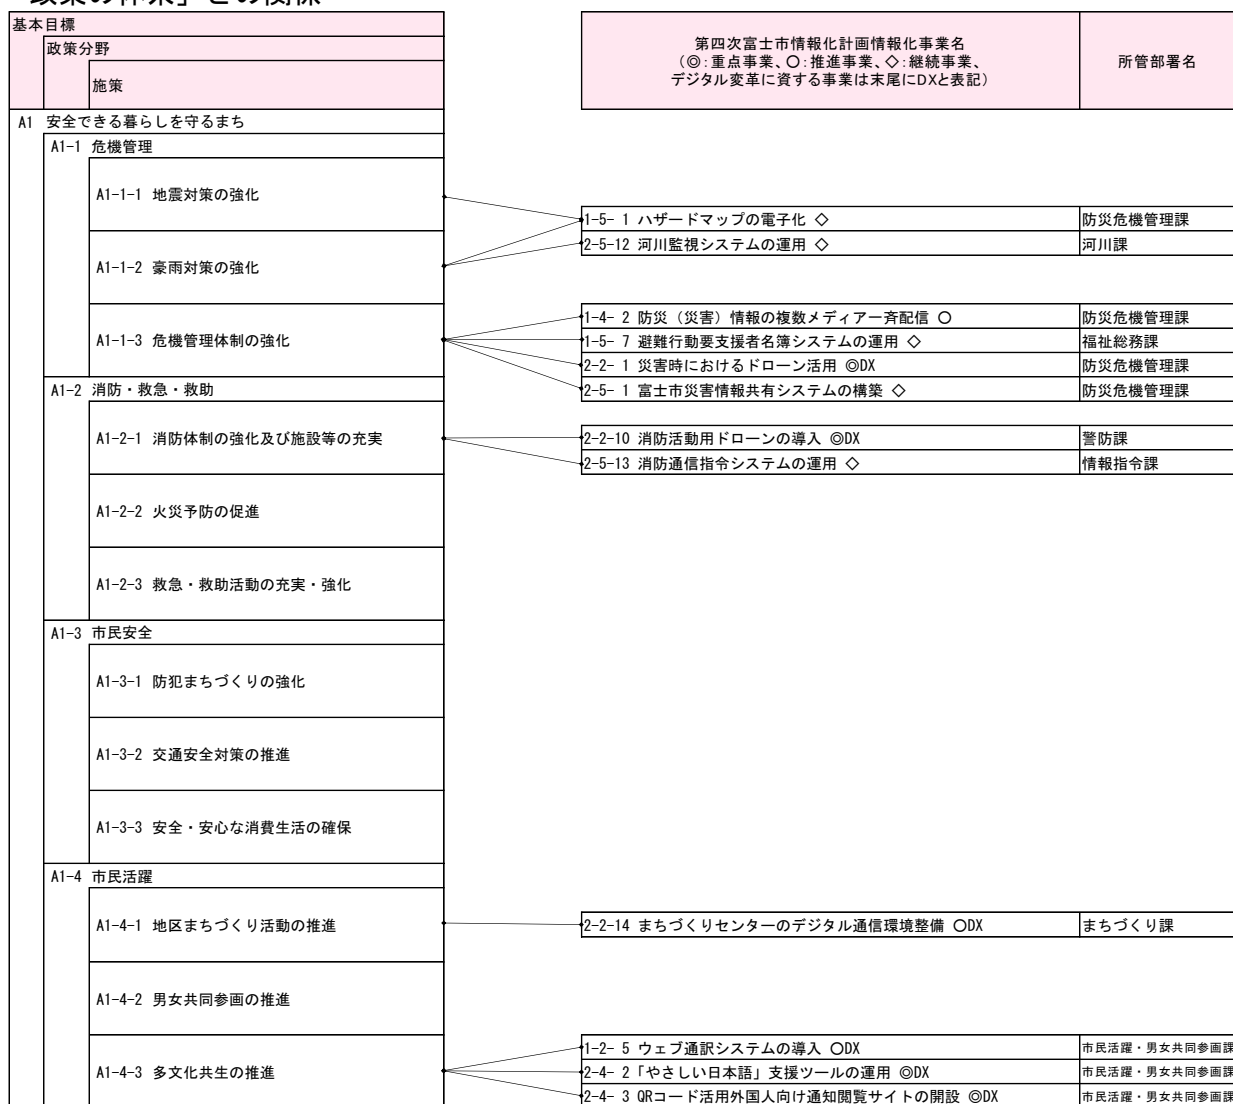 政策の体系」との関係
基本目標
政策分野
施策
第四次富士市情報化計画情報化事業名
（◎：重点事業、〇：推進事業、◇：継続事業、
デジタル変革に資する事業は末尾にDXと表記）
所管部署名
A1 安全できる暮らしを守るまち
A1-1 危機管理
A1-1-1 地震対策の強化
1-5- 1 ハザードマップの電子化 ◇ 防災危機管理課
2-5-12 河川監視システムの運用 ◇ 河川課
A1-1-2 豪雨対策の強化
1-4- 2 防災（災害）情報の複数メディア一斉配信 〇 防災危機管理課
A1-1-3 危機管理体制の強化
1-5- 7 避難行動要支援者名簿システムの運用 ◇ 福祉総務課
2-2- 1 災害時におけるドローン活用 ◎DX 防災危機管理課
A1-2 消防・救急・救助
2-5- 1 富士市災害情報共有システムの構築 ◇ 防災危機管理課
A1-2-1 消防体制の強化及び施設等の充実
2-2-10 消防活動用ドローンの導入 ◎DX 警防課
2-5-13 消防通信指令システムの運用 ◇ 情報指令課
A1-2-2 火災予防の促進
A1-2-3 救急・救助活動の充実・強化
A1-3 市民安全
A1-3-1 防犯まちづくりの強化
A1-3-2 交通安全対策の推進
A1-3-3 安全・安心な消費生活の確保
A1-4 市民活躍
A1-4-1 地区まちづくり活動の推進
2-2-14 まちづくりセンターのデジタル通信環境整備 〇DX まちづくり課
A1-4-2 男女共同参画の推進
1-2- 5 ウェブ通訳システムの導入 〇DX 市民活躍・男女共同参画課
A1-4-3 多文化共生の推進
2-4- 2「やさしい日本語」支援ツールの運用 ◎DX 市民活躍・男女共同参画課
2-4- 3 QRコード活用外国人向け通知閲覧サイトの開設 ◎DX 市民活躍・男女共同参画課